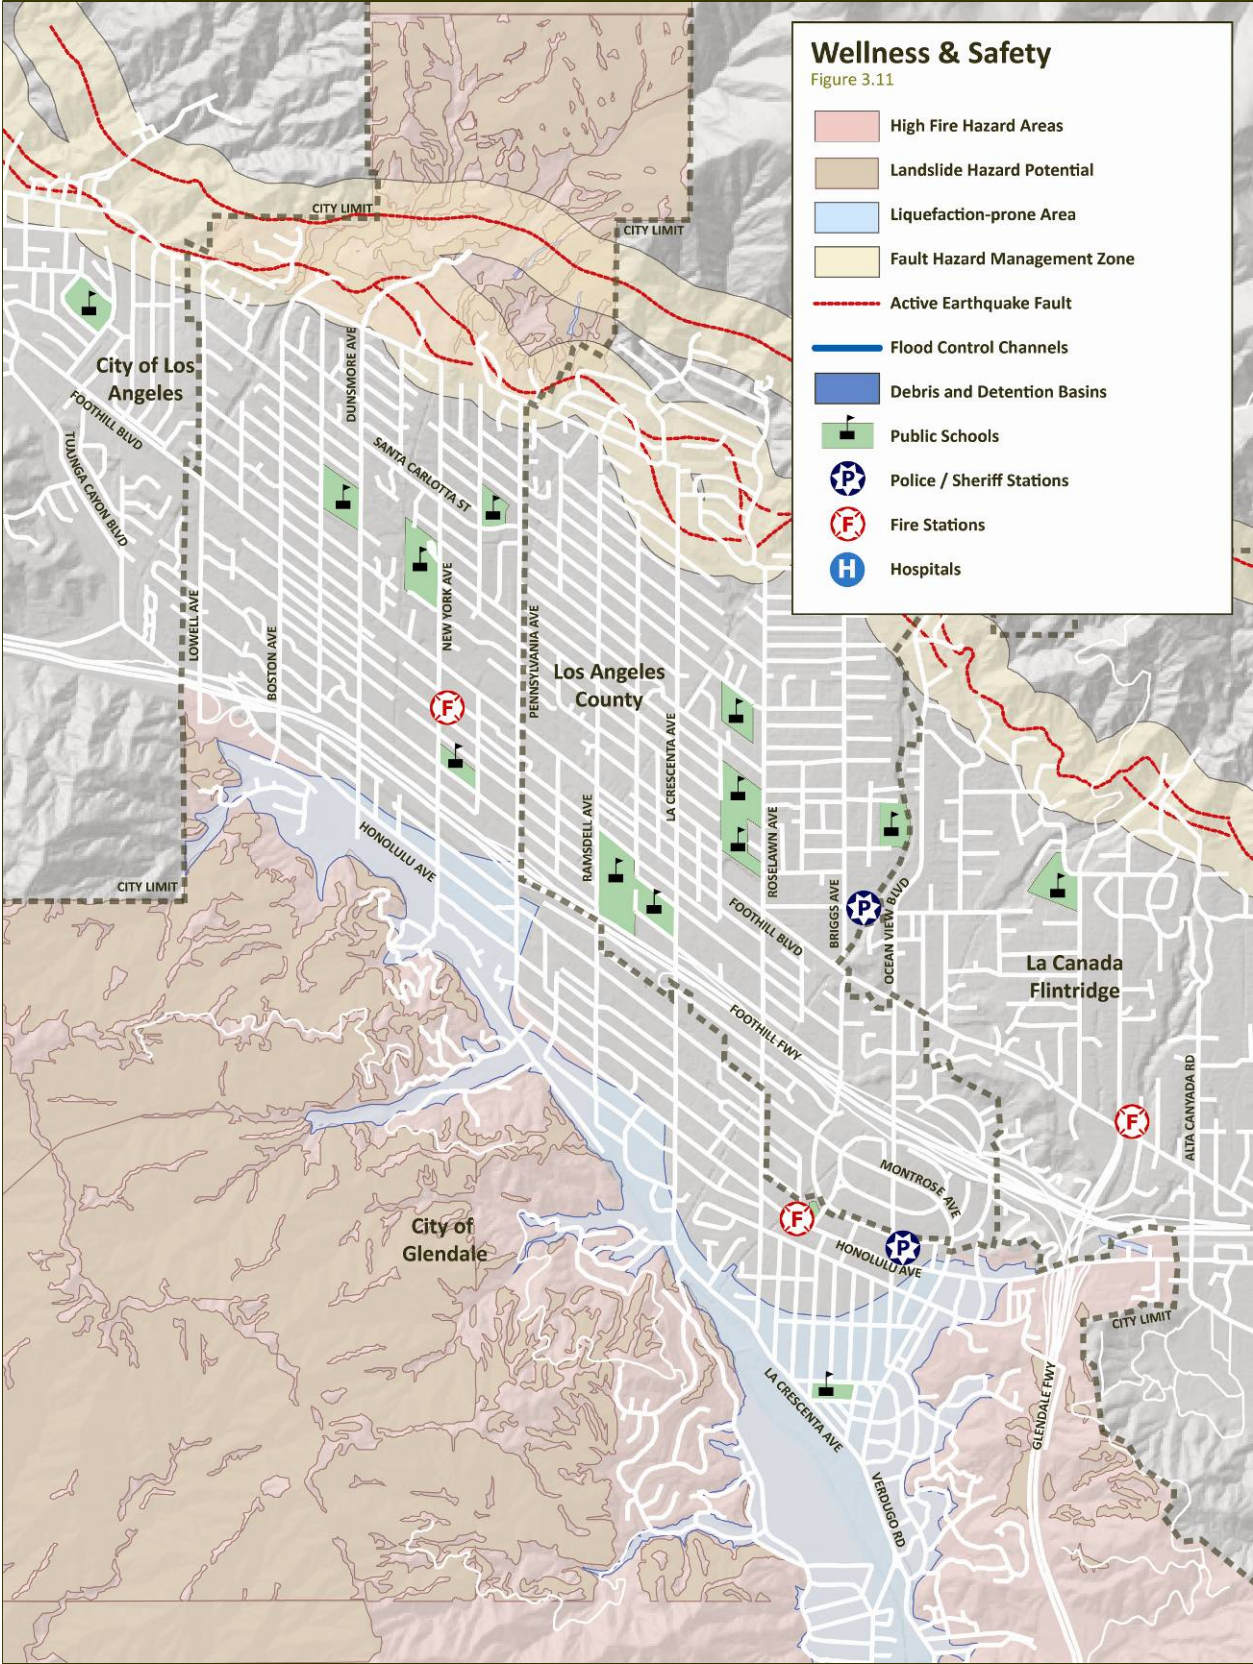 Wellness & Safety
Figure 3.11
High Fire Hazard Areas
Landslide Hazard Potential
Liquefaction-prone Area
Fault Hazard Management Zone
Active Earthquake Fault
Flood Control Channels
Debris and Detention Basins
Public Schools
P
Police / Sheriff Stations
F
Fire Stations
H
Hospitals
CITY LIMIT
CITY LIMIT
City of Los
Angeles
FOOTHILL BLVD
TUJUNGA CAYON BLVD
DUNSMORE AVE
SANTA CARLOTTA ST
LOWELL AVE
BOSTON AVE
NEW YORK AVE
PENNSYLVANIA AVE
Los Angeles
County
F
LA CRESCENTA AVE
RAMSDELL AVE
ROSELAWN AVE
HONOLULU AVE
CITY LIMIT
BRIGGS AVE
P
OCEAN VIEW BLVD
FOOTHILL BLVD
La Canada
Flintridge
FOOTHILL FWY
ALTA CANYADA RD
F
MONTROSE AVE
City of
Glendale
F
P
HONOLULU AVE
CITY LIMIT
GLENDALE FWY
LA CRESCENTA AVE
VERDUGO RD